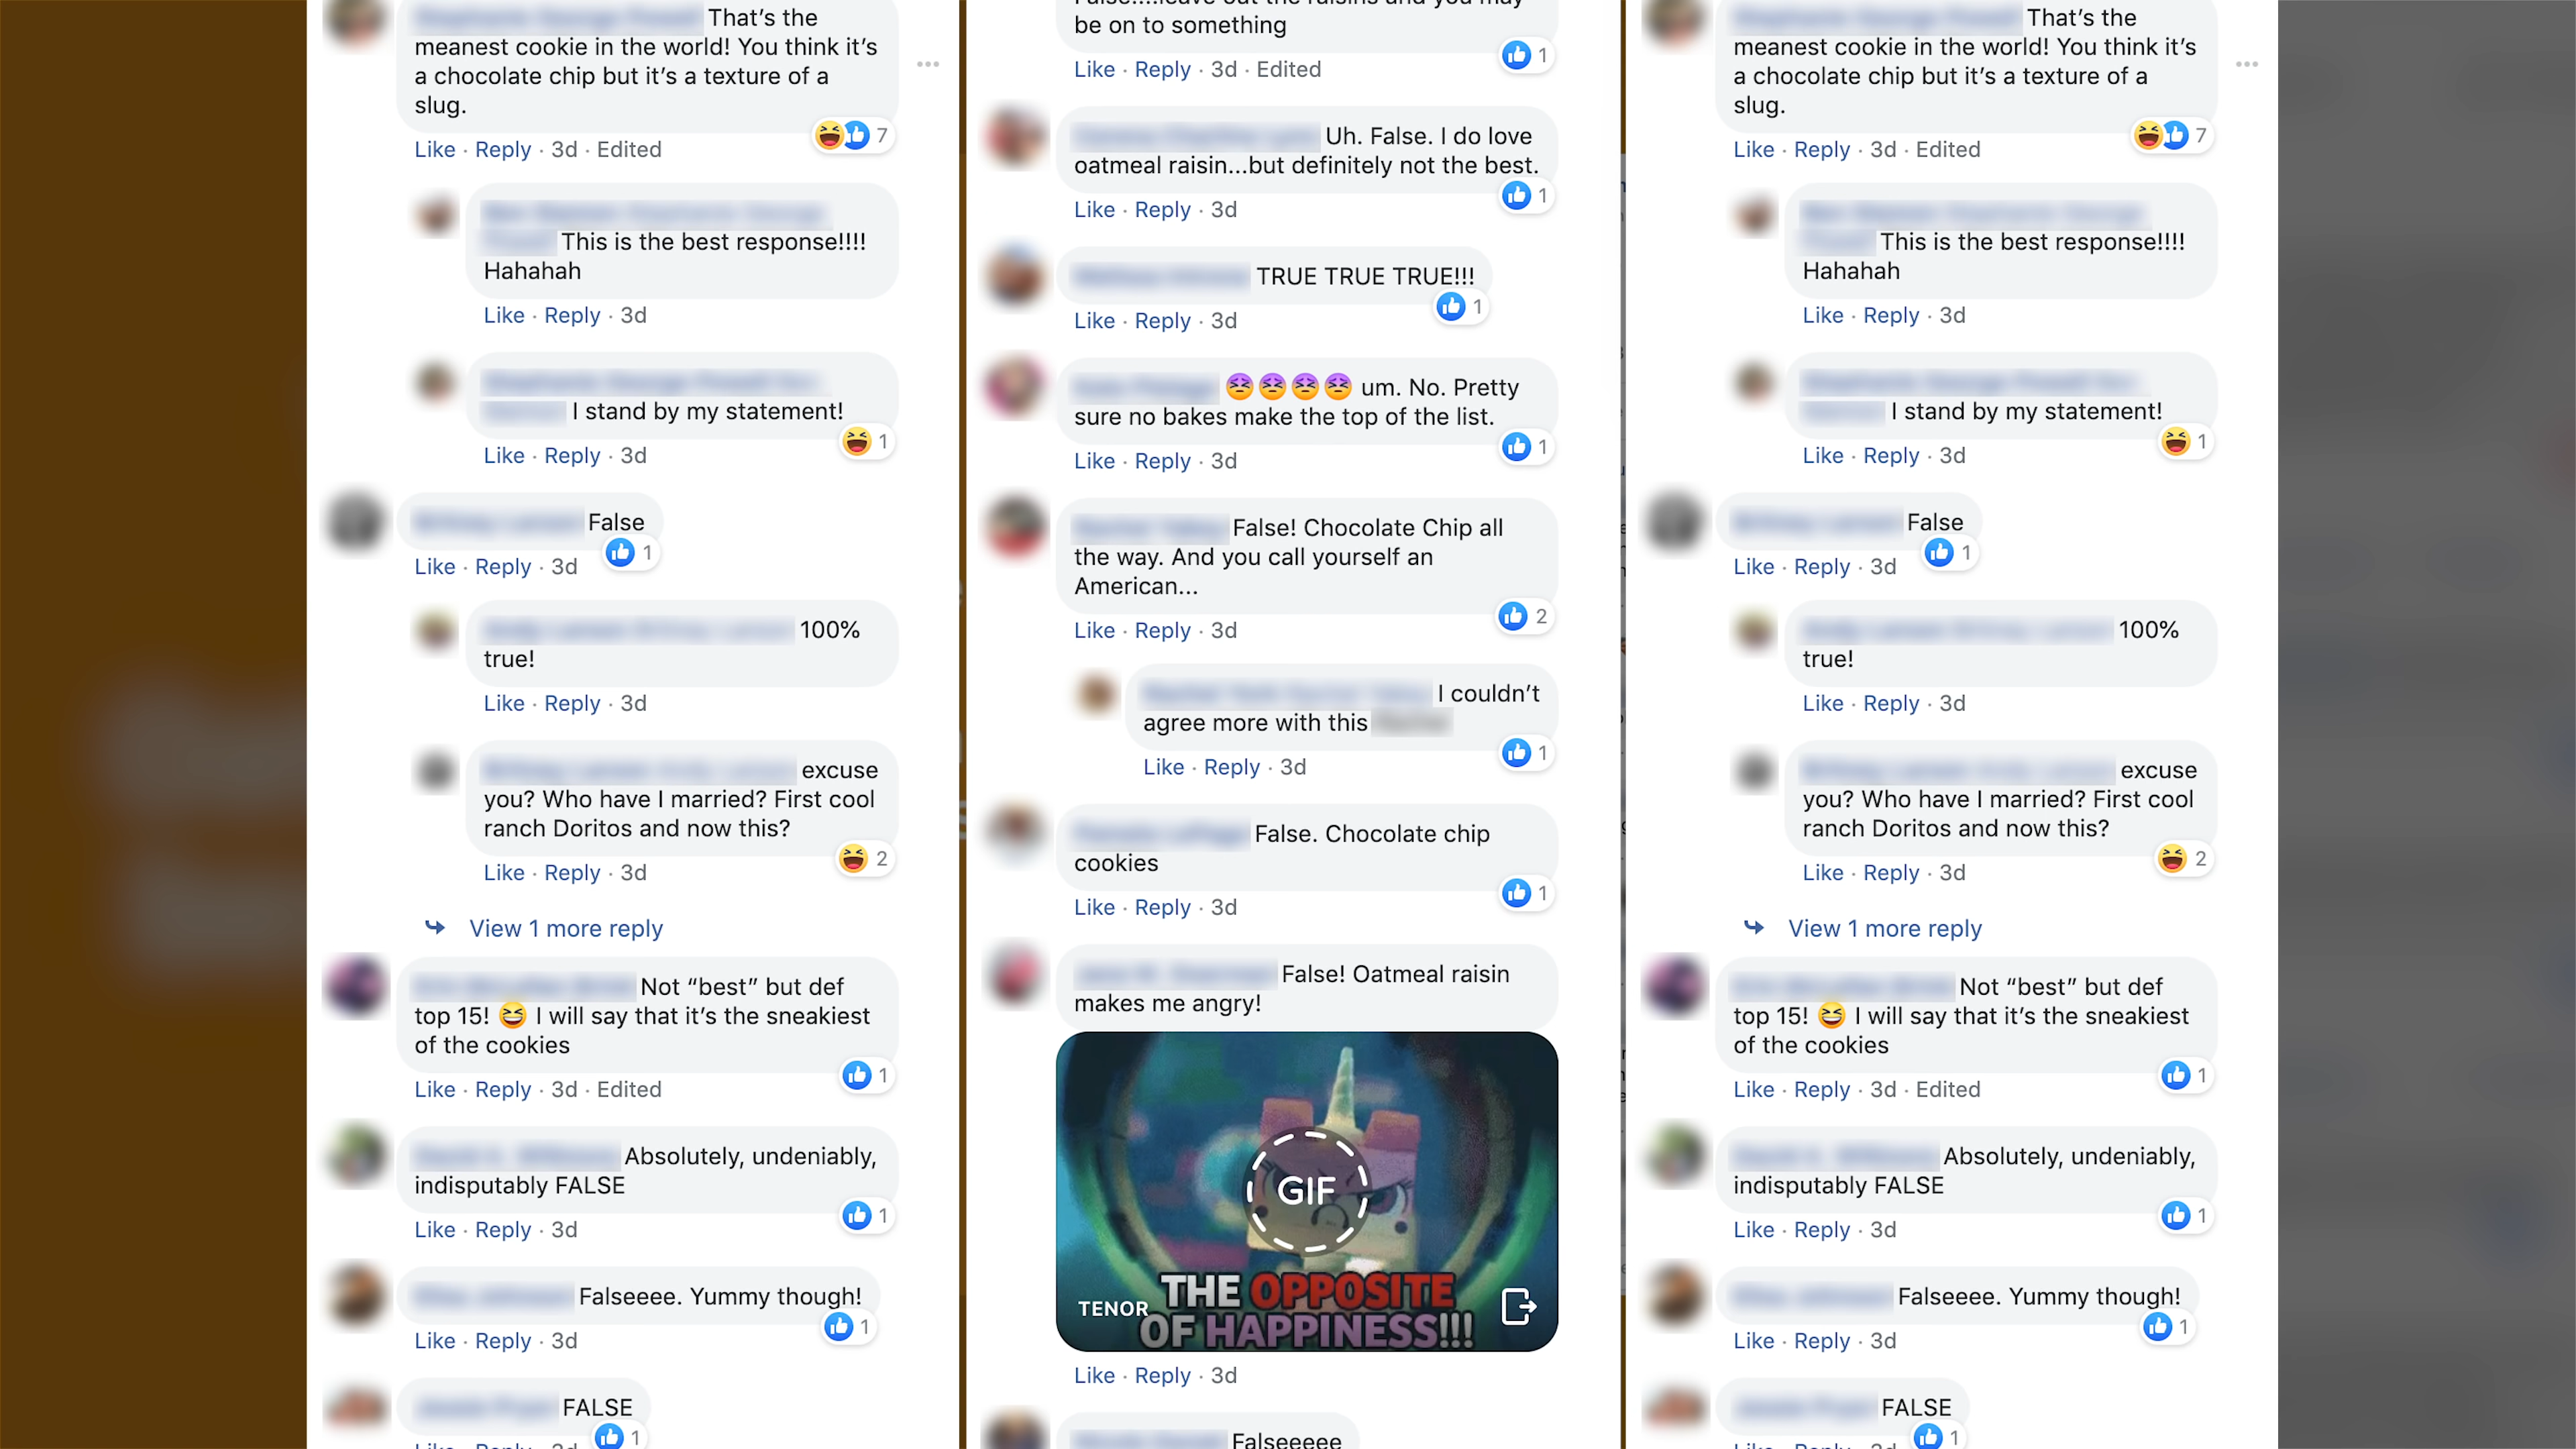 That's the
meanest cookie in the world! You think it's
a chocolate chip but it's a texture of a
slug.
7
Like · Reply · 3d · Edited
This is the best response!!!!
Hahahah
Like · Reply · 3d
I stand by my statement!
1
Like · Reply · 3d
False
1
Like · Reply · 3d
100%
true!
Like · Reply · 3d
excuse
you? Who have I married? First cool
ranch Doritos and now this?
2
Like · Reply · 3d
View 1 more reply
Not “best” but def
top 15! 😆 I will say that it's the sneakiest
of the cookies
1
Like · Reply · 3d · Edited
Absolutely, undeniably,
indisputably FALSE
1
Like · Reply · 3d
Falseeee. Yummy though!
1
Like · Reply · 3d
FALSE
1
Like · Reply · 3d
False....leave out the raisins and you may
be on to something
1
Like · Reply · 3d · Edited
Uh. False. I do love
oatmeal raisin...but definitely not the best.
1
Like · Reply · 3d
TRUE TRUE TRUE!!!
1
Like · Reply · 3d
😣😣😣😣 um. No. Pretty
sure no bakes make the top of the list.
1
Like · Reply · 3d
False! Chocolate Chip all
the way. And you call yourself an
American...
2
Like · Reply · 3d
I couldn't
agree more with this
1
Like · Reply · 3d
False. Chocolate chip
cookies
1
Like · Reply · 3d
False! Oatmeal raisin
makes me angry!
GIF
TENOR
THE OPPOSITE
OF HAPPINESS!!!
Like · Reply · 3d
Falseeeee
That's the
meanest cookie in the world! You think it's
a chocolate chip but it's a texture of a
slug.
7
Like · Reply · 3d · Edited
This is the best response!!!!
Hahahah
Like · Reply · 3d
I stand by my statement!
1
Like · Reply · 3d
False
1
Like · Reply · 3d
100%
true!
Like · Reply · 3d
excuse
you? Who have I married? First cool
ranch Doritos and now this?
2
Like · Reply · 3d
View 1 more reply
Not “best” but def
top 15! 😆 I will say that it's the sneakiest
of the cookies
1
Like · Reply · 3d · Edited
Absolutely, undeniably,
indisputably FALSE
1
Like · Reply · 3d
Falseeee. Yummy though!
1
Like · Reply · 3d
FALSE
1
Like · Reply · 3d